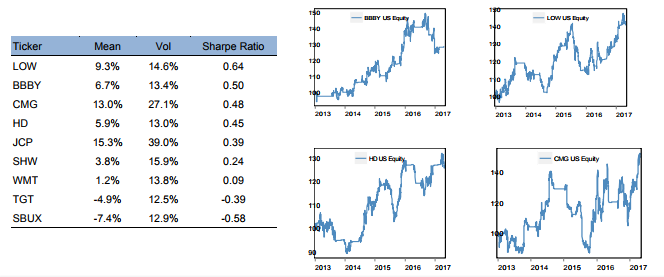 Ticker Mean Vol Sharpe Ratio
LOW 9.3% 14.6% 0.64
BBBY 6.7% 13.4% 0.50
CMG 13.0% 27.1% 0.48
HD 5.9% 13.0% 0.45
JCP 15.3% 39.0% 0.39
SHW 3.8% 15.9% 0.24
WMT 1.2% 13.8% 0.09
TGT -4.9% 12.5% -0.39
SBUX -7.4% 12.9% -0.58
BBBY US Equity
150
140
130
120
110
100
2013 2014 2015 2016 2017
LOW US Equity
150
140
130
120
110
100
2013 2014 2015 2016 2017
HD US Equity
130
120
110
100
90
2013 2014 2015 2016 2017
CMG US Equity
140
120
100
2013 2014 2015 2016 2017